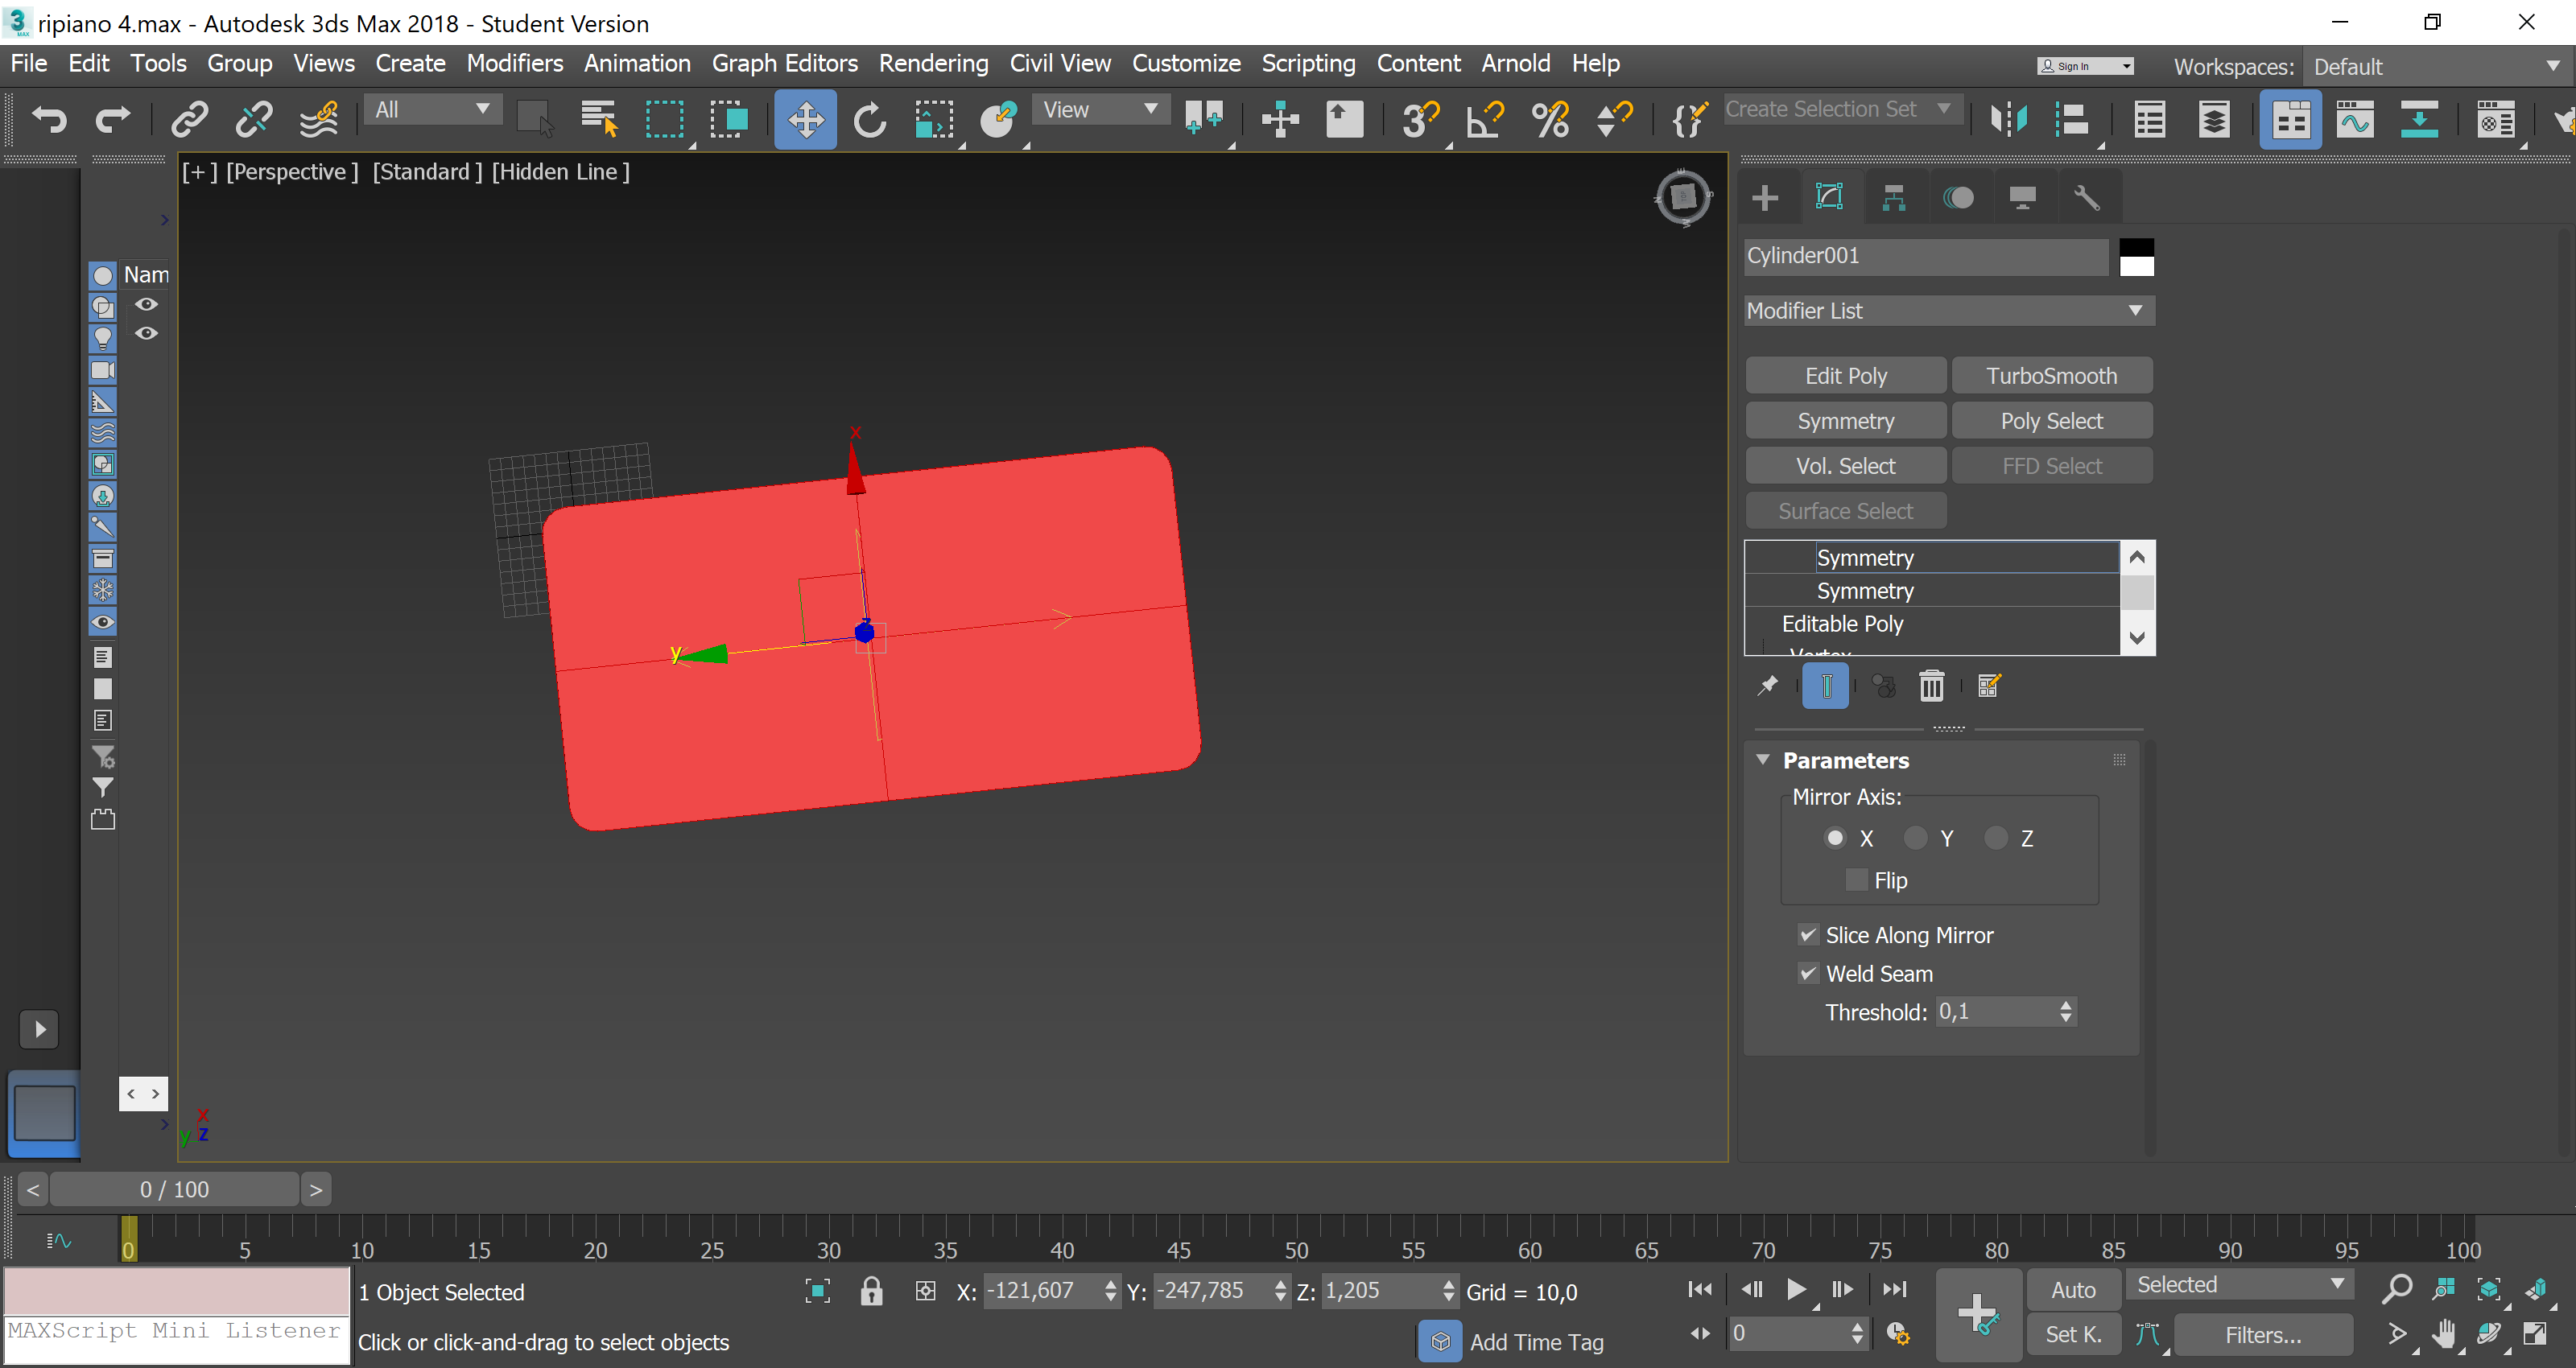 ripiano 4.max - Autodesk 3ds Max 2018 - Student Version
File Edit Tools Group Views Create Modifiers Animation Graph Editors Rendering Civil View Customize Scripting Content Arnold Help
Sign In
Workspaces: Default
All
View
Create Selection Set
[+] [Perspective] [Standard] [Hidden Line]
Nam
x
y
Cylinder001
Modifier List
Edit Poly TurboSmooth
Symmetry Poly Select
Vol. Select FFD Select
Surface Select
Symmetry
Symmetry
Editable Poly
Vertex
Parameters
Mirror Axis:
X Y Z
Flip
Slice Along Mirror
Weld Seam
Threshold: 0,1
x
y z
< 0 / 100 >
0 5 10 15 20 25 30 35 40 45 50 55 60 65 70 75 80 85 90 95 100
1 Object Selected
X: -121,607 Y: -247,785 Z: 1,205 Grid = 10,0
Auto Selected
MAXScript Mini Listener
Click or click-and-drag to select objects
Add Time Tag
0
Set K. Filters...